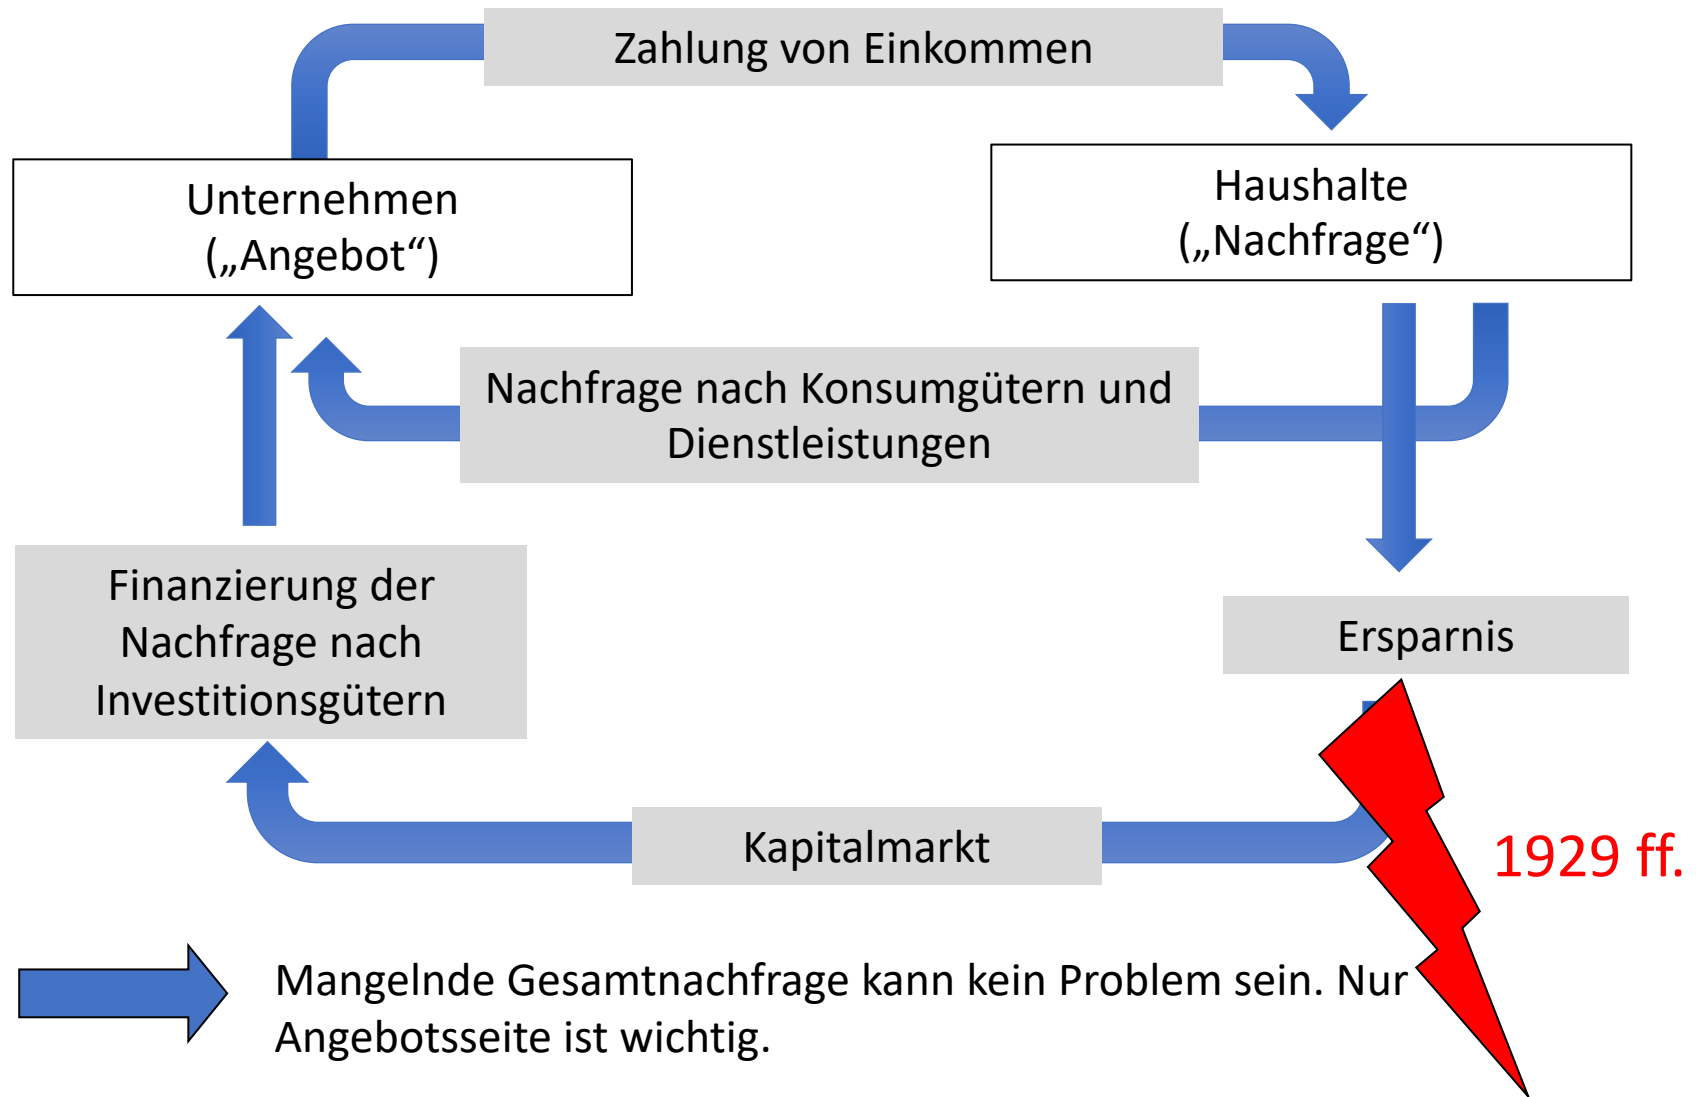 Zahlung von Einkommen
Unternehmen
(„Angebot“)
Haushalte
(„Nachfrage“)
Nachfrage nach Konsumgütern und
Dienstleistungen
Finanzierung der
Nachfrage nach
Investitionsgütern
Ersparnis
Kapitalmarkt
1929 ff.
Mangelnde Gesamtnachfrage kann kein Problem sein. Nur
Angebotsseite ist wichtig.